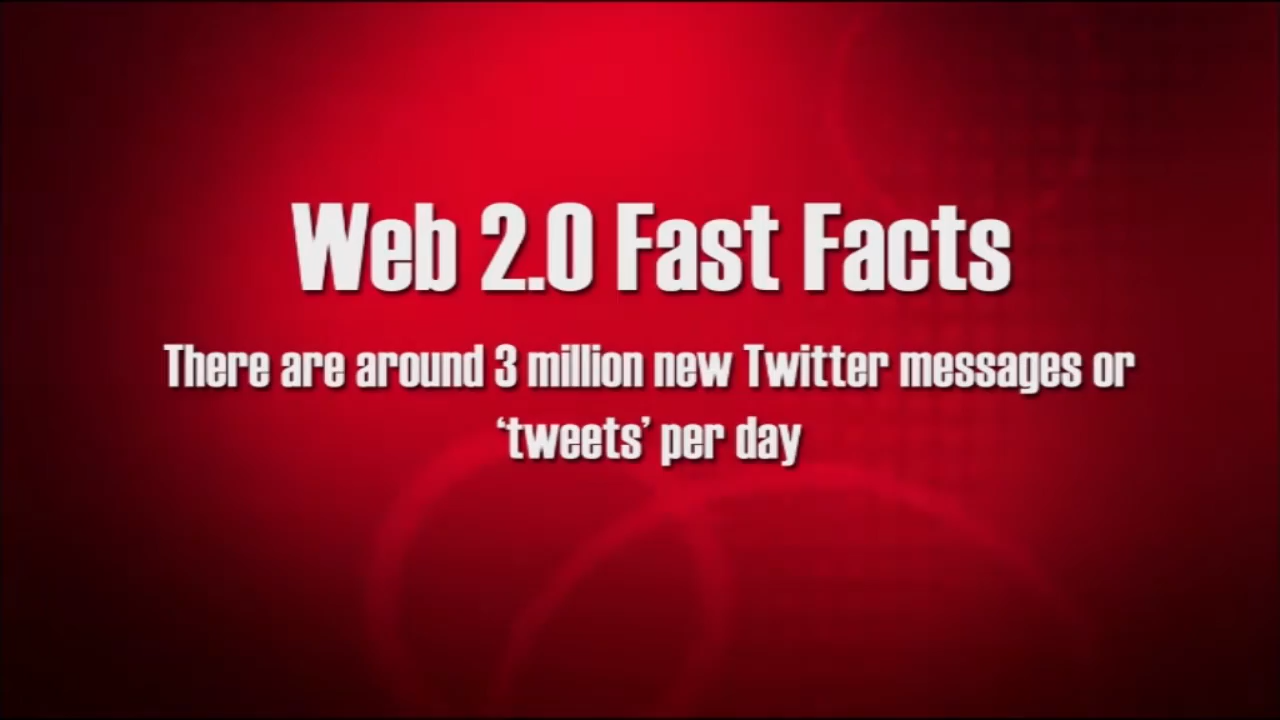 Web 2.0 Fast Facts
There are around 3 million new Twitter messages or
‘tweets’ per day